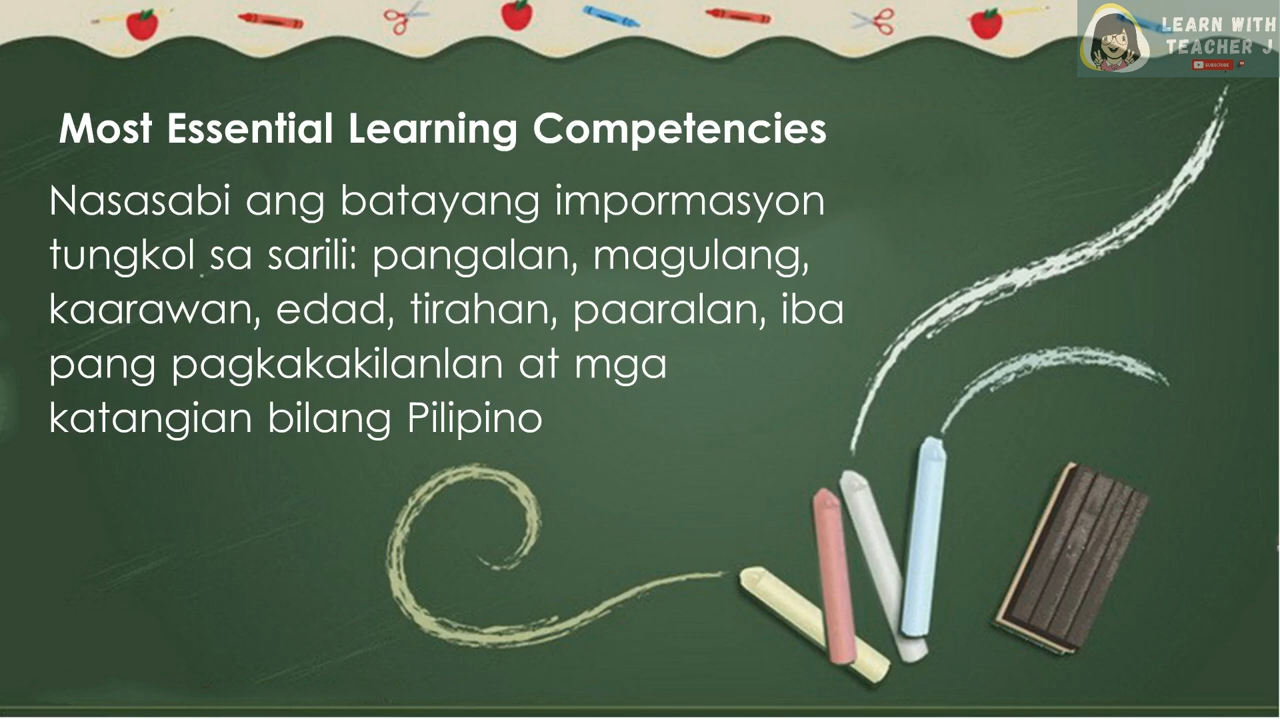 LEARN WITH
TEACHER J
SUBSCRIBE
Most Essential Learning Competencies
Nasasabi ang batayang impormasyon
tungkol sa sarili: pangalan, magulang,
kaarawan, edad, tirahan, paaralan, iba
pang pagkakakilanlan at mga
katangian bilang Pilipino